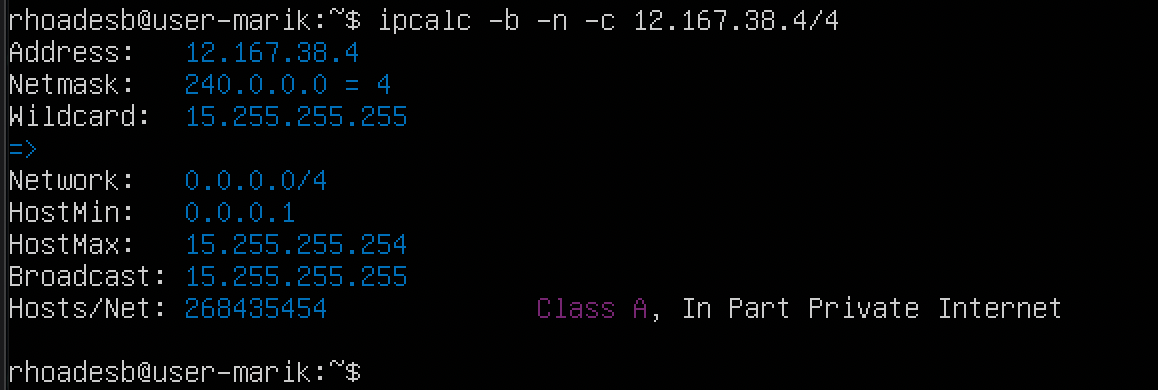 rhoadesb@user-marik:~$ ipcalc -b -n -c 12.167.38.4/4
Address:   12.167.38.4
Netmask:   240.0.0.0 = 4
Wildcard:  15.255.255.255
=>
Network:   0.0.0.0/4
HostMin:   0.0.0.1
HostMax:   15.255.255.254
Broadcast: 15.255.255.255
Hosts/Net: 268435454             Class A, In Part Private Internet
rhoadesb@user-marik:~$